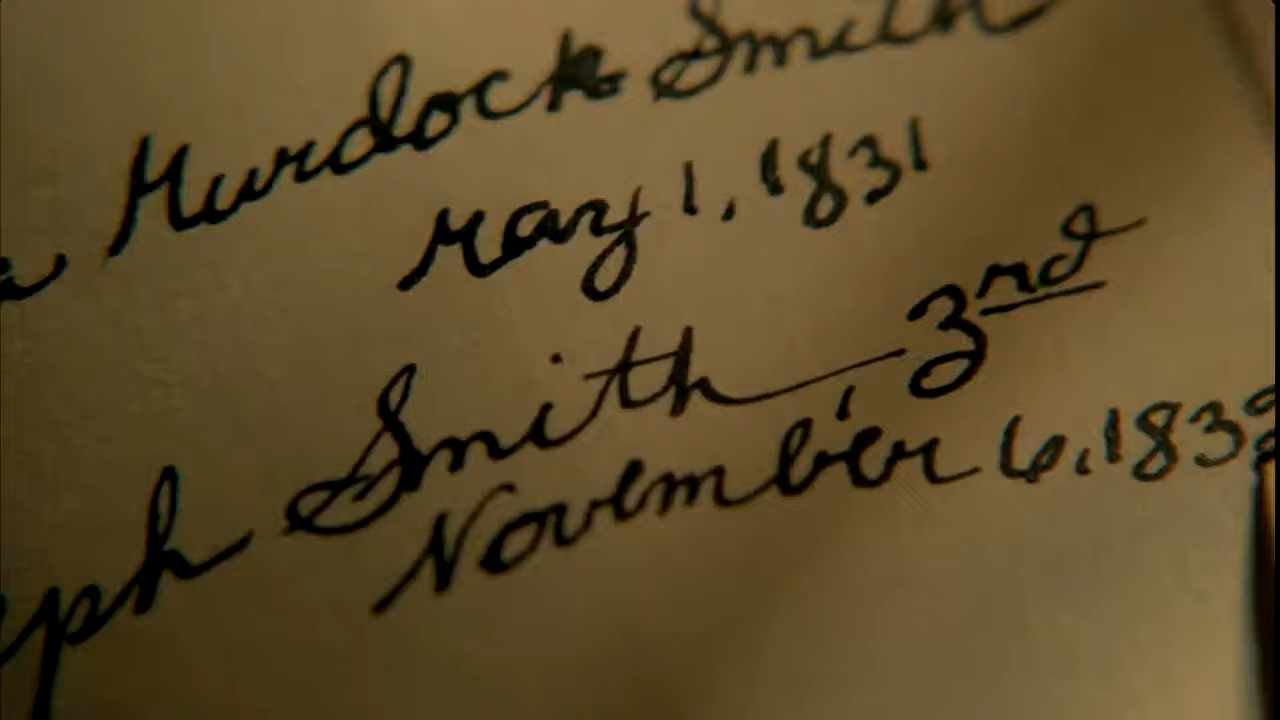 Murdock Smith
May 1, 1831
Smith, 3rd
November 6, 183